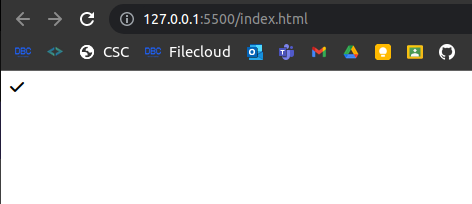 127.0.0.1:5500/index.html
DBC <> CSC DBC Filecloud